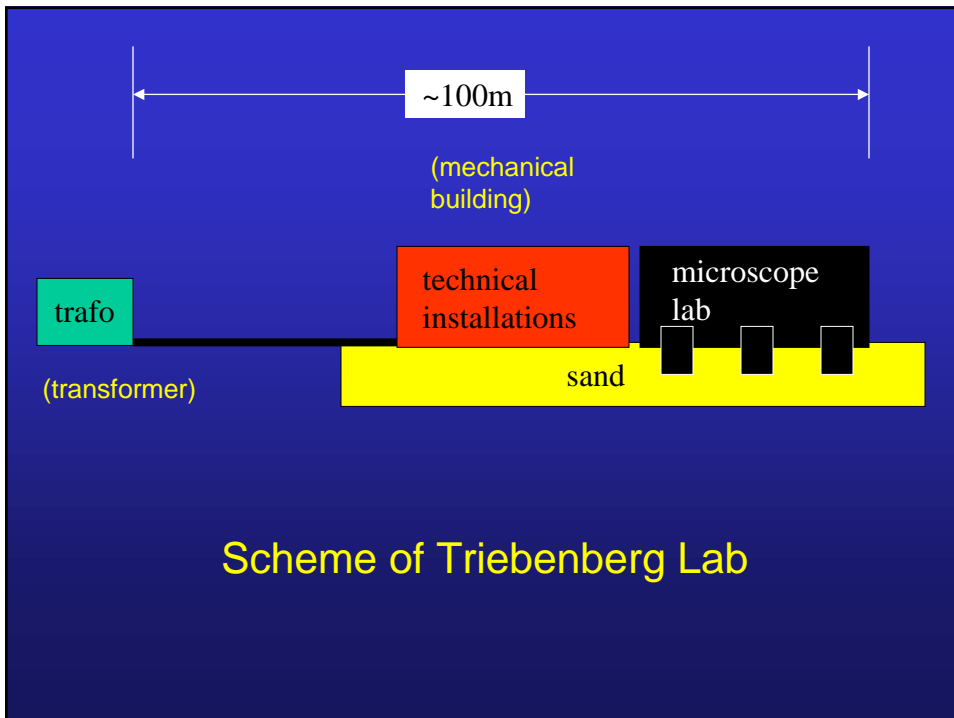 ~100m
(mechanical
building)
technical
installations
microscope
lab
trafo
sand
(transformer)
Scheme of Triebenberg Lab